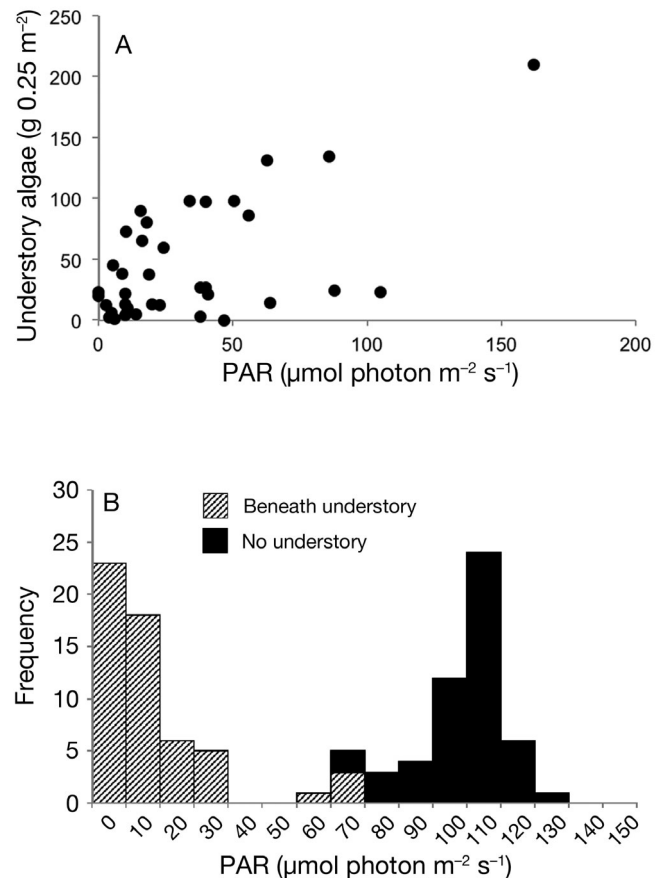 A
250
200
150
100
50
0
Understory algae (g 0.25 m⁻²)
0 50 100 150 200
PAR (μmol photon m⁻² s⁻¹)
B
30
25
20
15
10
5
0
Frequency
Beneath understory
No understory
0 10 20 30 40 50 60 70 80 90 100 110 120 130 140 150
PAR (μmol photon m⁻² s⁻¹)